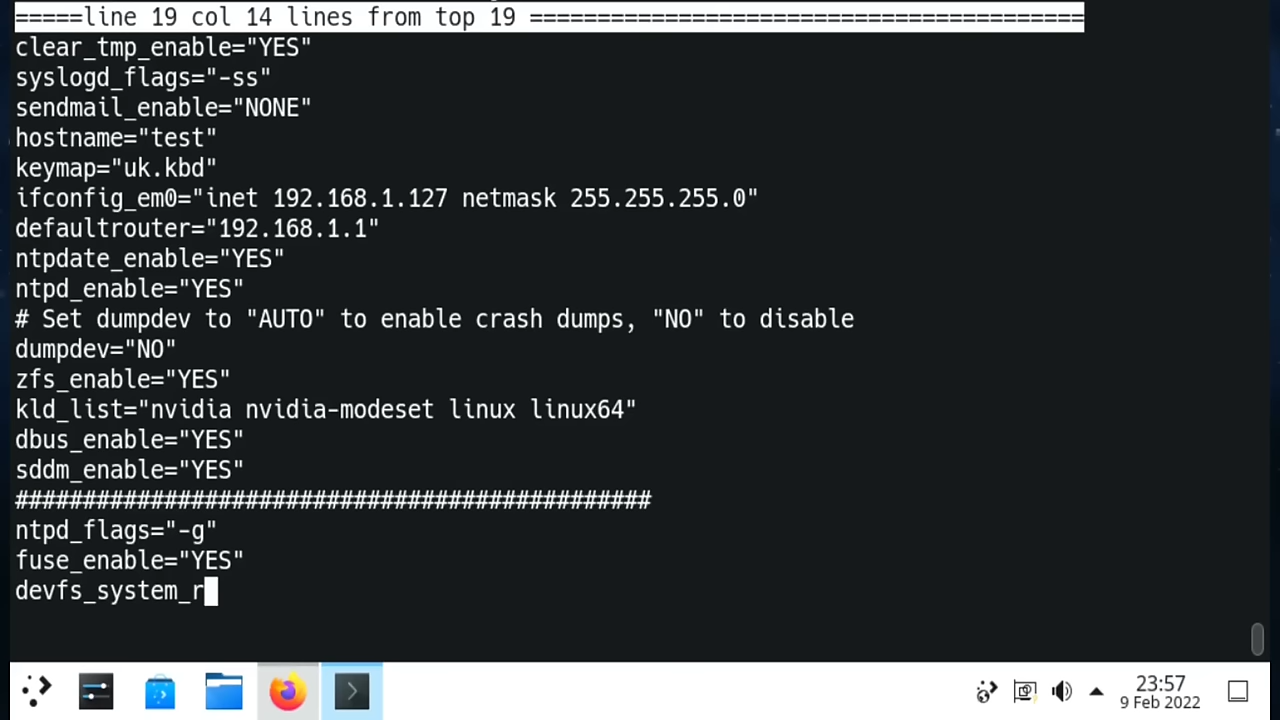 =====line 19 col 14 lines from top 19 =========================================
clear_tmp_enable="YES"
syslogd_flags="-ss"
sendmail_enable="NONE"
hostname="test"
keymap="uk.kbd"
ifconfig_em0="inet 192.168.1.127 netmask 255.255.255.0"
defaultrouter="192.168.1.1"
ntpdate_enable="YES"
ntpd_enable="YES"
# Set dumpdev to "AUTO" to enable crash dumps, "NO" to disable
dumpdev="NO"
zfs_enable="YES"
kld_list="nvidia nvidia-modeset linux linux64"
dbus_enable="YES"
sddm_enable="YES"
###############################################
ntpd_flags="-g"
fuse_enable="YES"
devfs_system_r
23:57
9 Feb 2022